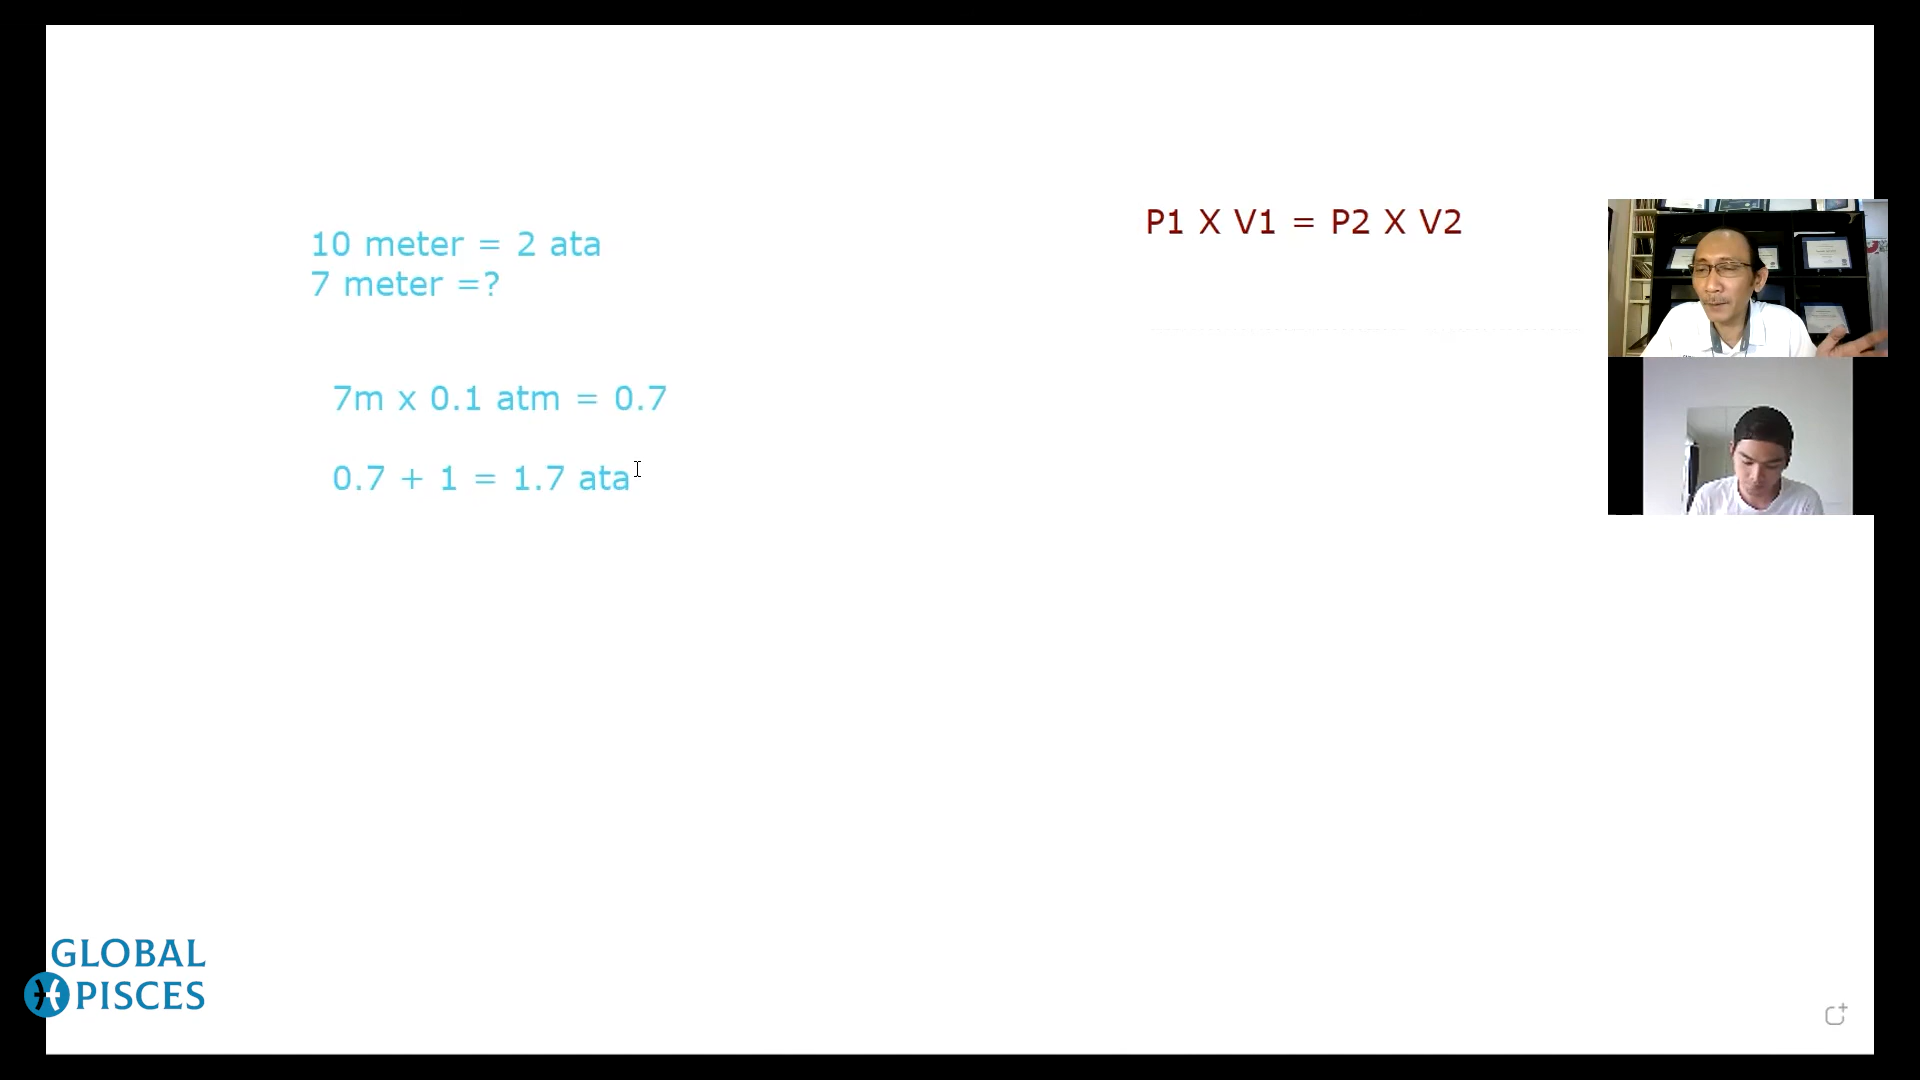 10 meter = 2 ata
7 meter =?
7m x 0.1 atm = 0.7
0.7 + 1 = 1.7 ata
P1 X V1 = P2 X V2
GLOBAL
PISCES